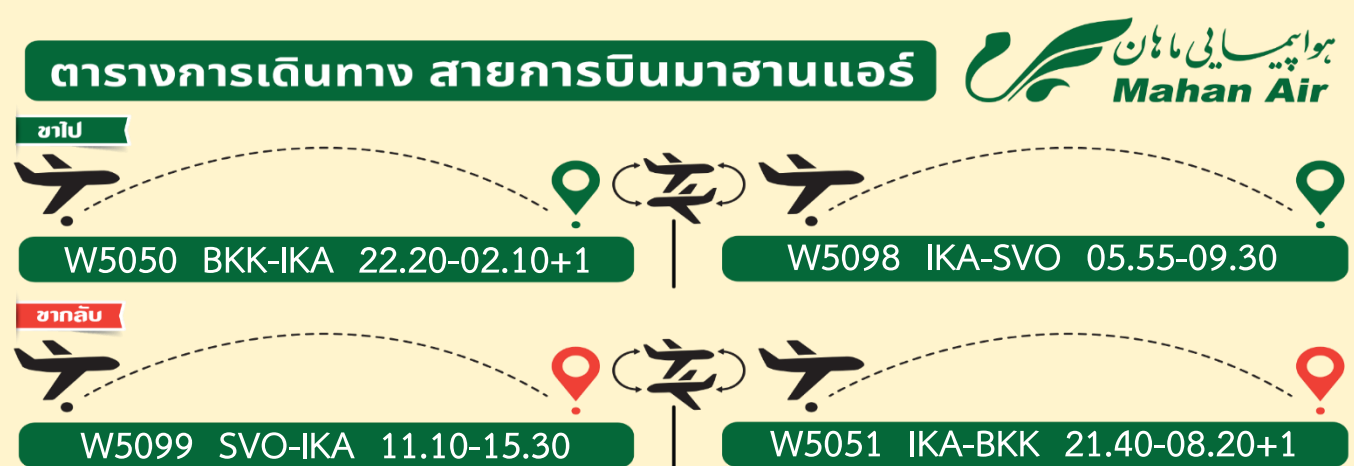 ตารางการเดินทาง สายการบินมาฮานแอร์
هواپیمایی ماهان
Mahan Air
ขาไป
W5050 BKK-IKA 22.20-02.10+1
W5098 IKA-SVO 05.55-09.30
ขากลับ
W5099 SVO-IKA 11.10-15.30
W5051 IKA-BKK 21.40-08.20+1